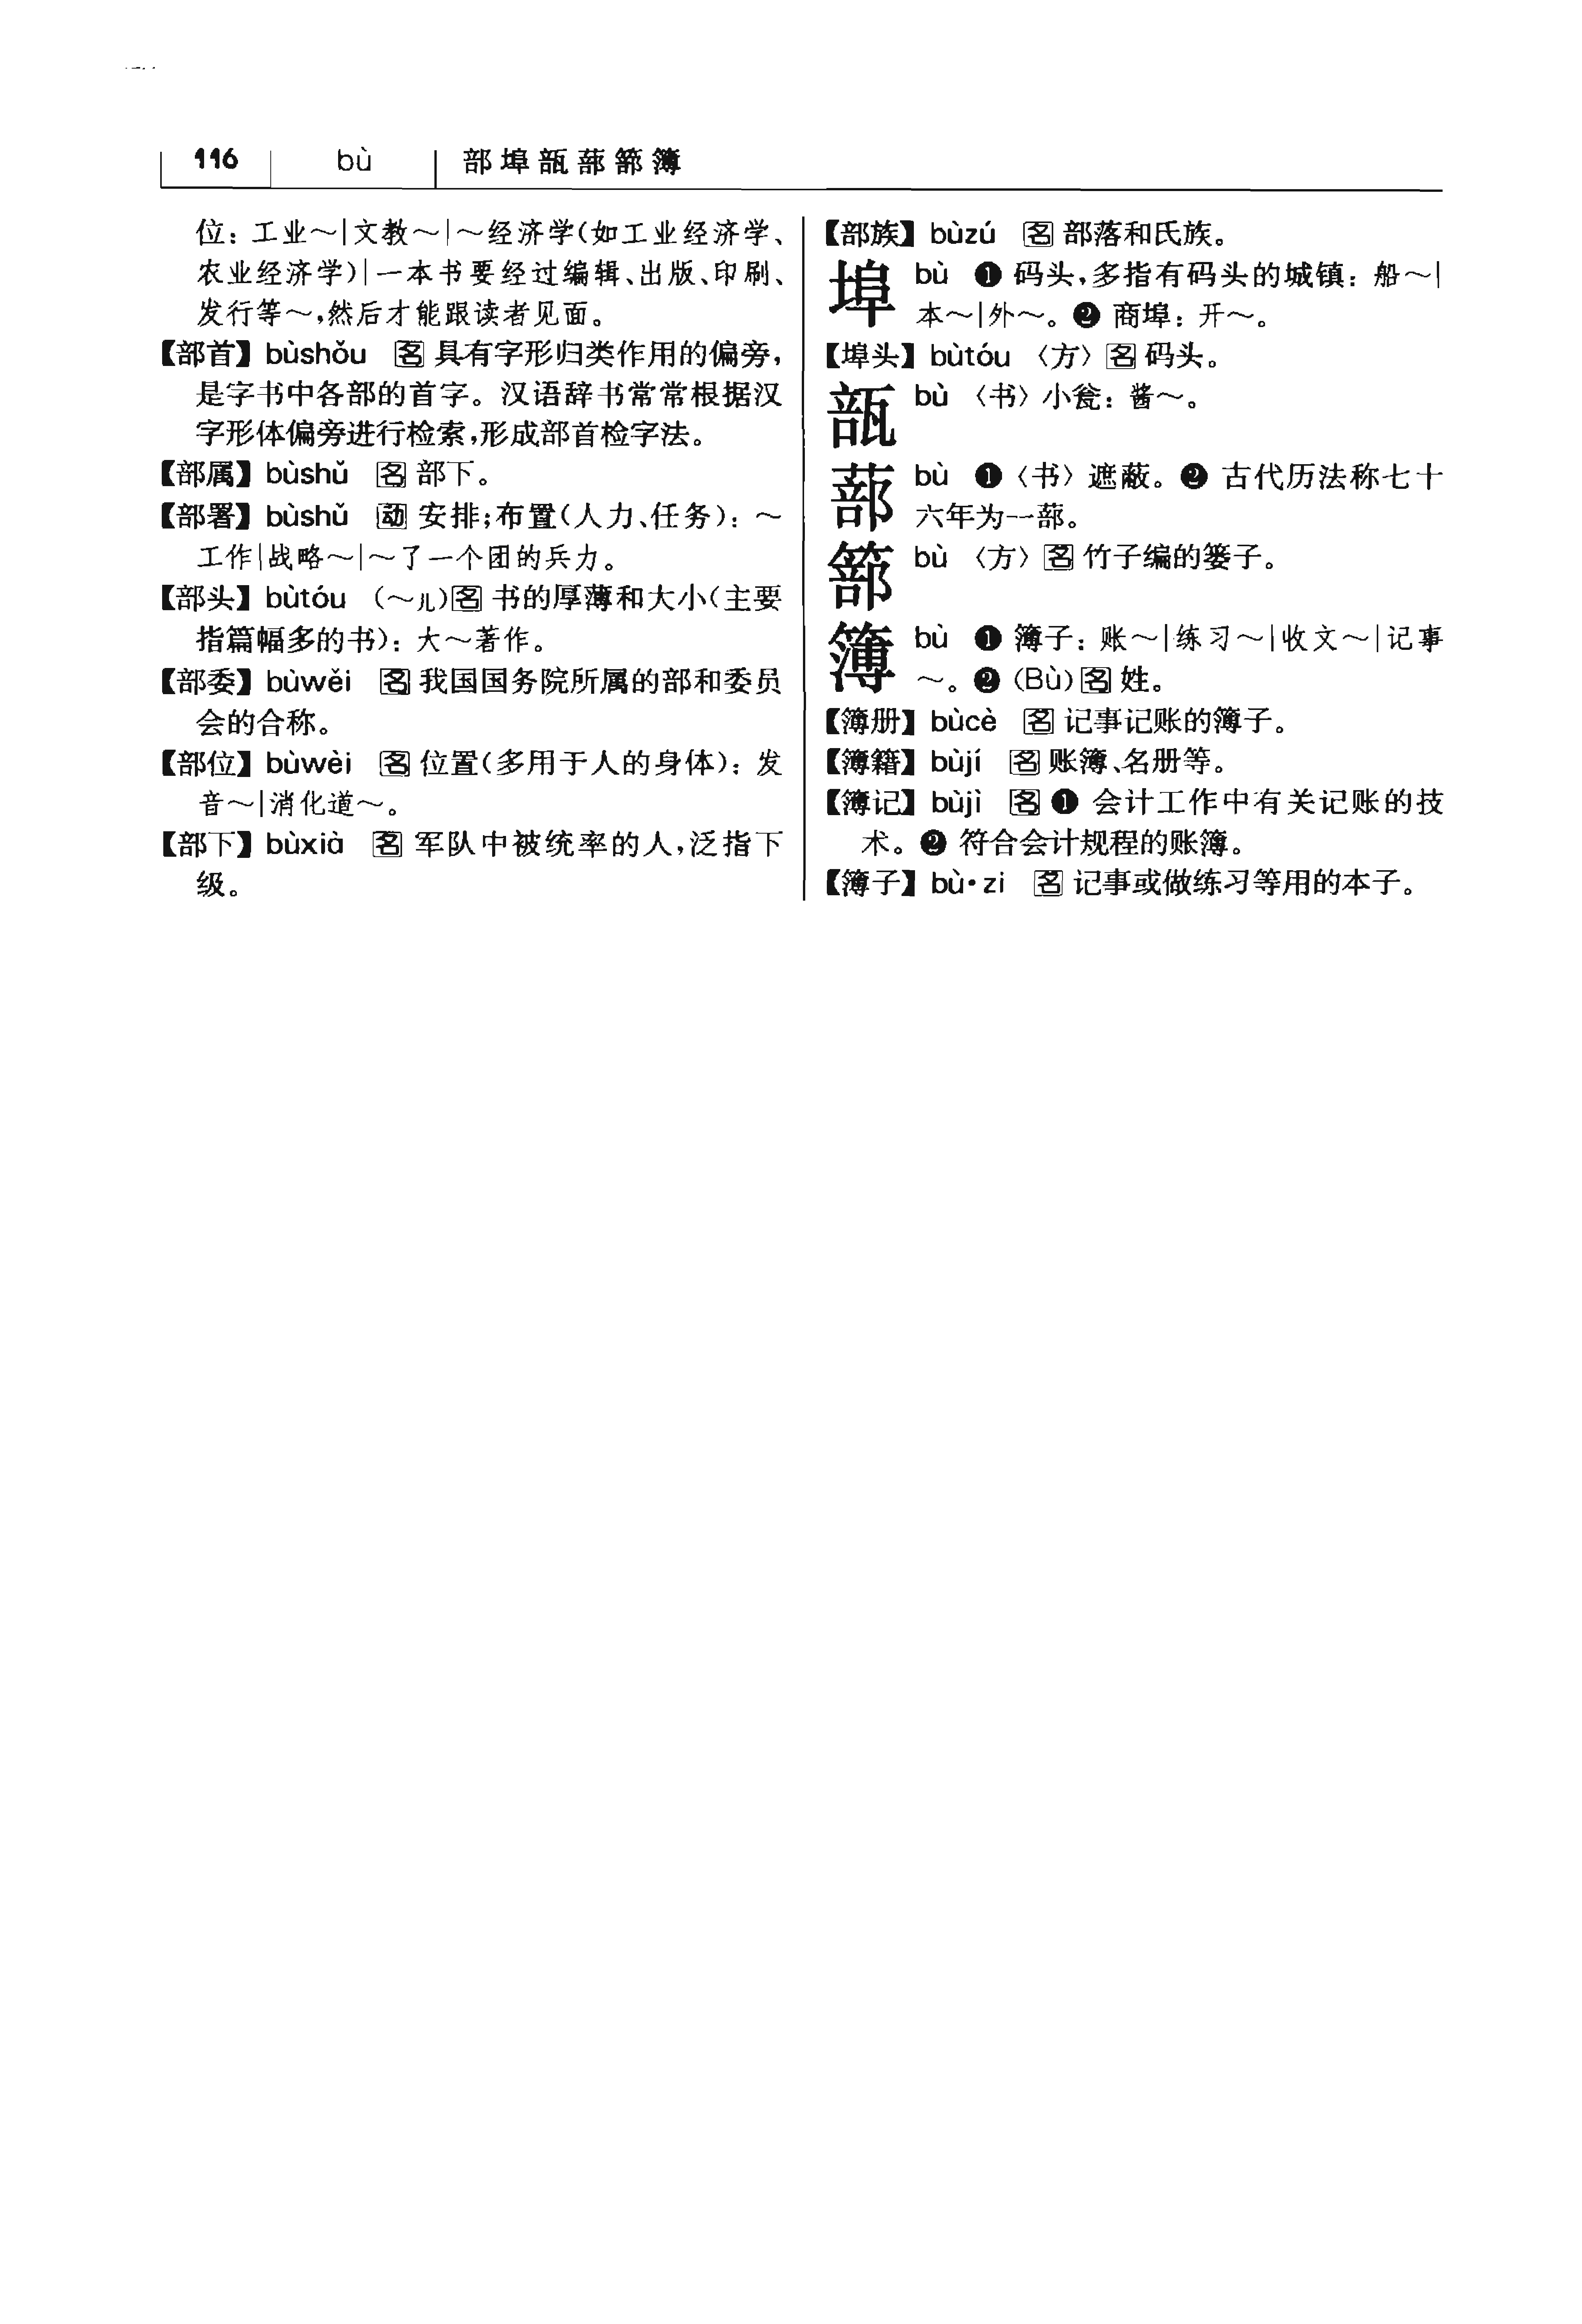 116 bù 部埠瓿蔀篰簿
位：工业～|文教～|～经济学(如工业经济学、
农业经济学)|一本书要经过编辑、出版、印刷、
发行等～，然后才能跟读者见面。
【部首】bùshǒu 名 具有字形归类作用的偏旁，
是字书中各部的首字。汉语辞书常常根据汉
字形体偏旁进行检索，形成部首检字法。
【部属】bùshǔ 名 部下。
【部署】bùshǔ 动 安排；布置(人力、任务)：～
工作|战略～|～了一个团的兵力。
【部头】bùtóu (～儿)名 书的厚薄和大小(主要
指篇幅多的书)：大～著作。
【部委】bùwěi 名 我国国务院所属的部和委员
会的合称。
【部位】bùwèi 名 位置(多用于人的身体)：发
音～|消化道～。
【部下】bùxià 名 军队中被统率的人，泛指下
级。
【部族】bùzú 名 部落和氏族。
埠 bù ❶ 码头，多指有码头的城镇：船～|
本～|外～。❷ 商埠：开～。
【埠头】bùtóu 〈方〉名 码头。
瓿 bù 〈书〉小瓮：酱～。
蔀 bù ❶〈书〉遮蔽。❷ 古代历法称七十
六年为一蔀。
篰 bù 〈方〉名 竹子编的篓子。
簿 bù ❶ 簿子：账～|练习～|收文～|记事
～。❷ (Bù)名 姓。
【簿册】bùcè 名 记事记账的簿子。
【簿籍】bùjí 名 账簿、名册等。
【簿记】bùjì 名 ❶ 会计工作中有关记账的技
术。❷ 符合会计规程的账簿。
【簿子】bù·zi 名 记事或做练习等用的本子。